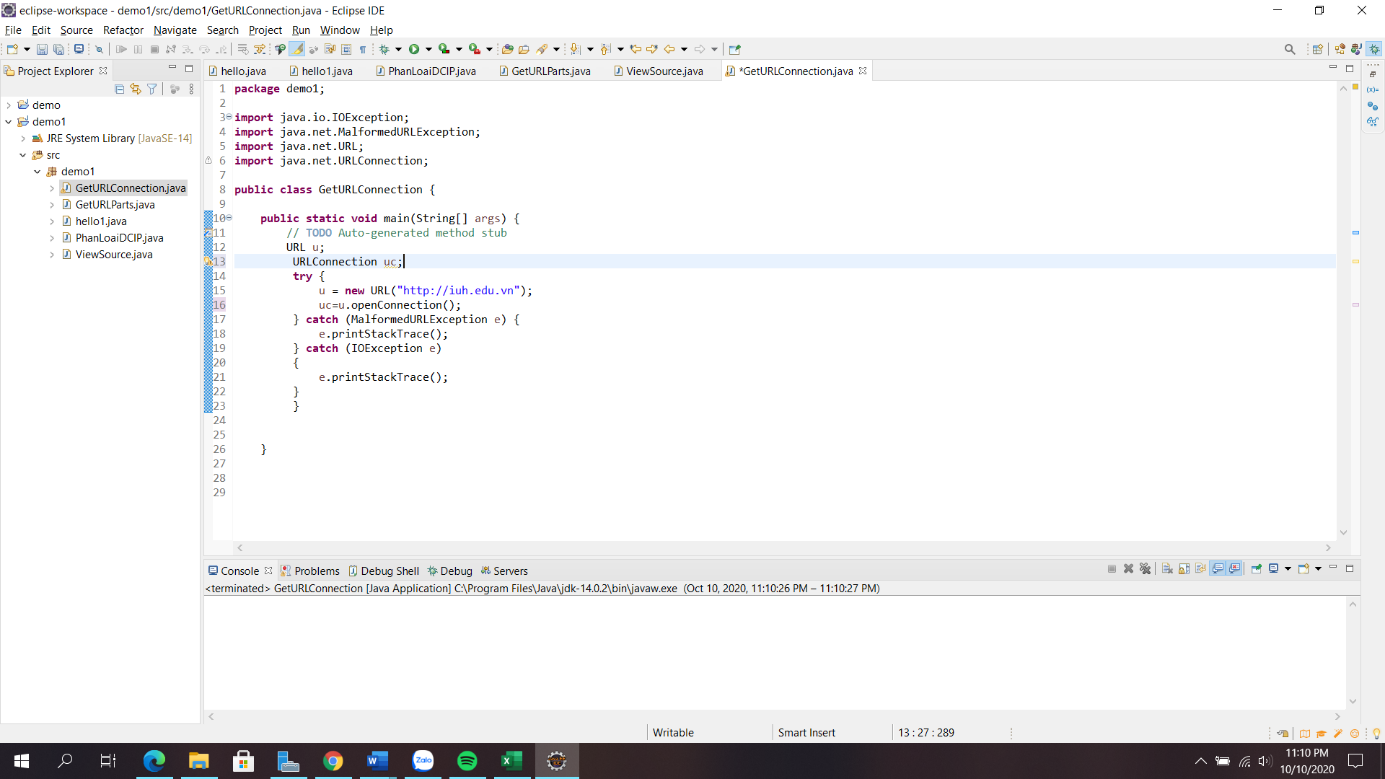 eclipse-workspace - demo1/src/demo1/GetURLConnection.java - Eclipse IDE
File Edit Source Refactor Navigate Search Project Run Window Help
Project Explorer
demo
demo1
JRE System Library [JavaSE-14]
src
demo1
GetURLConnection.java
GetURLParts.java
hello1.java
PhanLoaiDCIP.java
ViewSource.java
hello.java hello1.java PhanLoaiDCIP.java GetURLParts.java ViewSource.java *GetURLConnection.java
1 package demo1;
2
3 import java.io.IOException;
4 import java.net.MalformedURLException;
5 import java.net.URL;
6 import java.net.URLConnection;
7
8 public class GetURLConnection {
9
10 public static void main(String[] args) {
11 // TODO Auto-generated method stub
12 URL u;
13 URLConnection uc;
14 try {
15 u = new URL("http://iuh.edu.vn");
16 uc=u.openConnection();
17 } catch (MalformedURLException e) {
18 e.printStackTrace();
19 } catch (IOException e)
20 {
21 e.printStackTrace();
22 }
23 }
24
25
26 }
27
28
29
Console Problems Debug Shell Debug Servers
<terminated> GetURLConnection [Java Application] C:\Program Files\Java\jdk-14.0.2\bin\javaw.exe (Oct 10, 2020, 11:10:26 PM – 11:10:27 PM)
Writable Smart Insert 13 : 27 : 289
Zalo
11:10 PM
10/10/2020